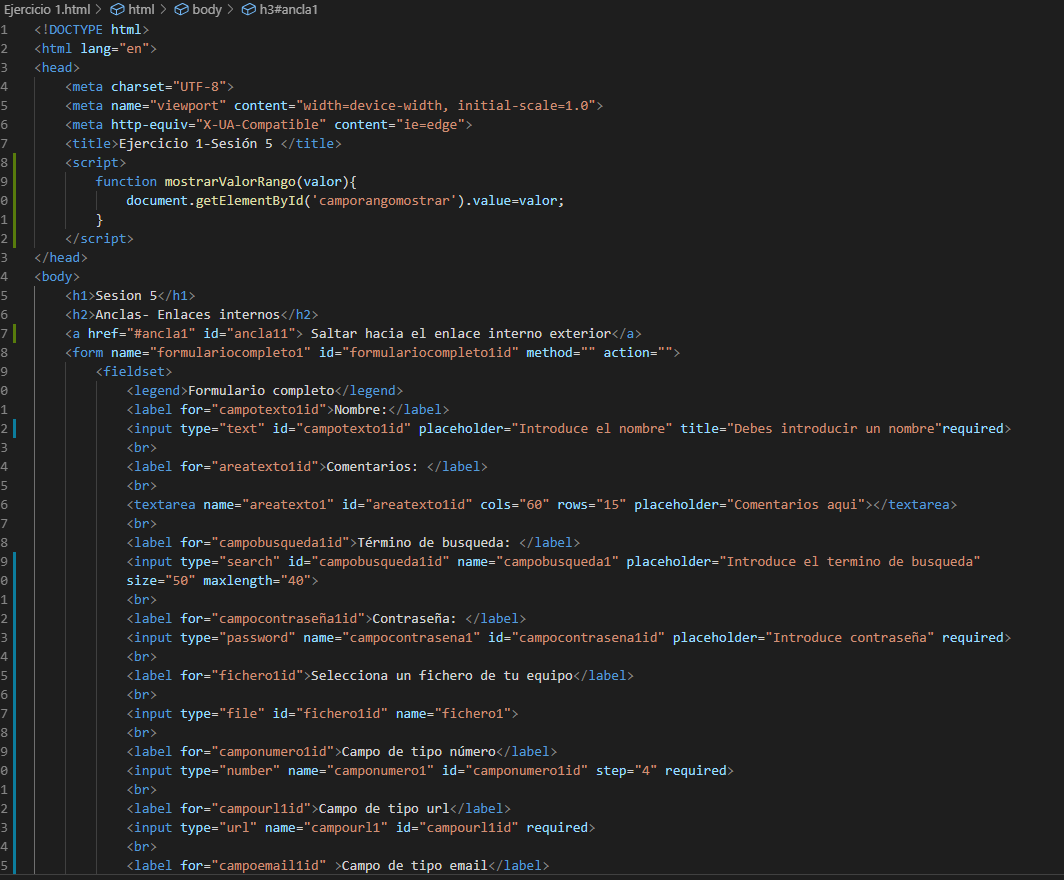 Ejercicio 1.html > html > body > h3#ancla1
1 <!DOCTYPE html>
2 <html lang="en">
3 <head>
4 <meta charset="UTF-8">
5 <meta name="viewport" content="width=device-width, initial-scale=1.0">
6 <meta http-equiv="X-UA-Compatible" content="ie=edge">
7 <title>Ejercicio 1-Sesión 5 </title>
8 <script>
9 function mostrarValorRango(valor){
0 document.getElementById('camporangomostrar').value=valor;
1 }
2 </script>
3 </head>
4 <body>
5 <h1>Sesion 5</h1>
6 <h2>Anclas- Enlaces internos</h2>
7 <a href="#ancla1" id="ancla11"> Saltar hacia el enlace interno exterior</a>
8 <form name="formulariocompleto1" id="formulariocompleto1id" method="" action="">
9 <fieldset>
0 <legend>Formulario completo</legend>
1 <label for="campotexto1id">Nombre:</label>
2 <input type="text" id="campotexto1id" placeholder="Introduce el nombre" title="Debes introducir un nombre"required>
3 <br>
4 <label for="areatexto1id">Comentarios: </label>
5 <br>
6 <textarea name="areatexto1" id="areatexto1id" cols="60" rows="15" placeholder="Comentarios aqui"></textarea>
7 <br>
8 <label for="campobusqueda1id">Término de busqueda: </label>
9 <input type="search" id="campobusqueda1id" name="campobusqueda1" placeholder="Introduce el termino de busqueda"
0 size="50" maxlength="40">
1 <br>
2 <label for="campocontraseña1id">Contraseña: </label>
3 <input type="password" name="campocontrasena1" id="campocontrasena1id" placeholder="Introduce contraseña" required>
4 <br>
5 <label for="fichero1id">Selecciona un fichero de tu equipo</label>
6 <br>
7 <input type="file" id="fichero1id" name="fichero1">
8 <br>
9 <label for="camponumero1id">Campo de tipo número</label>
0 <input type="number" name="camponumero1" id="camponumero1id" step="4" required>
1 <br>
2 <label for="campourl1id">Campo de tipo url</label>
3 <input type="url" name="campourl1" id="campourl1id" required>
4 <br>
5 <label for="campoemail1id" >Campo de tipo email</label>